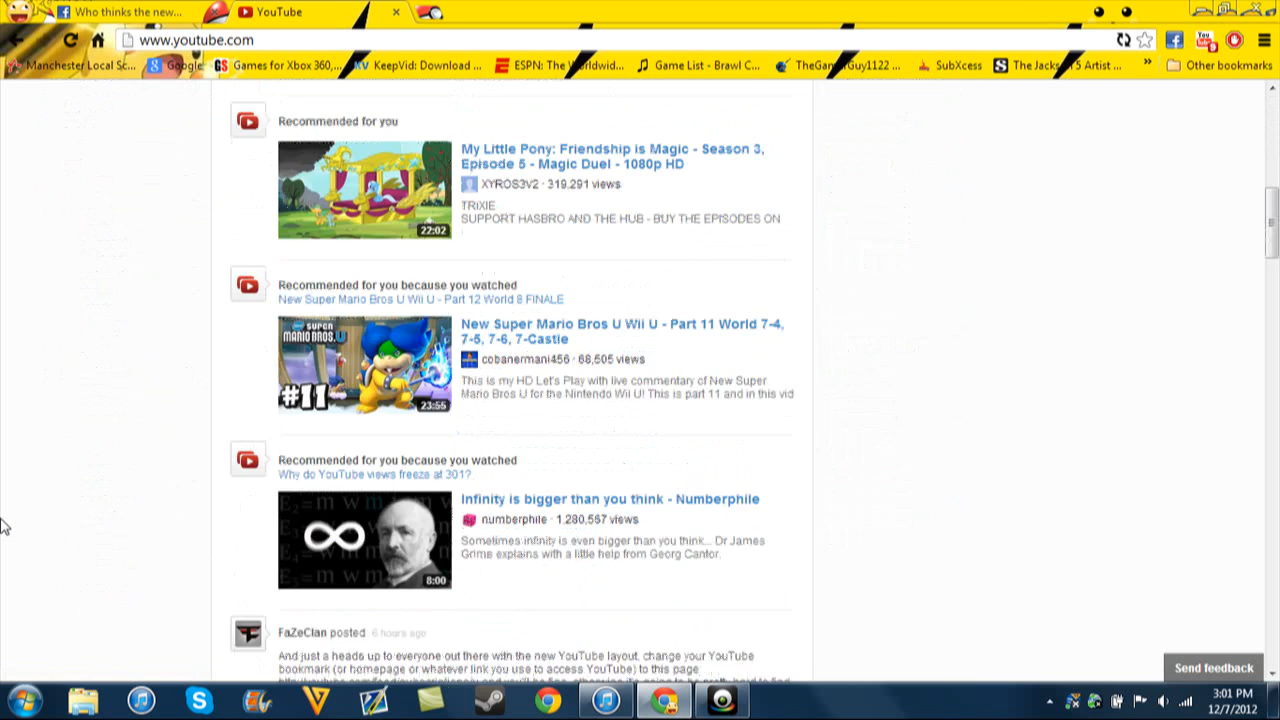 Who thinks the new...
YouTube
www.youtube.com
Manchester Local Sc...
Google
Games for Xbox 360,...
KeepVid: Download ...
ESPN: The Worldwid...
Game List - Brawl C...
TheGamerGuy1122 ...
SubXcess
The Jackson 5 Artist ...
Other bookmarks
Recommended for you
My Little Pony: Friendship is Magic - Season 3,
Episode 5 - Magic Duel - 1080p HD
XYROS3V2 · 319,291 views
TRIXIE
SUPPORT HASBRO AND THE HUB - BUY THE EPISODES ON
22:02
Recommended for you because you watched
New Super Mario Bros U Wii U - Part 12 World 8 FINALE
New Super Mario Bros U Wii U - Part 11 World 7-4,
7-5, 7-6, 7-Castle
cobanermani456 · 68,505 views
This is my HD Let's Play with live commentary of New Super
Mario Bros U for the Nintendo Wii U! This is part 11 and in this vid
SUPER
MARIO BROS. U
#11
23:55
Recommended for you because you watched
Why do YouTube views freeze at 301?
Infinity is bigger than you think - Numberphile
numberphile · 1,280,587 views
Sometimes infinity is even bigger than you think... Dr James
Grime explains with a little help from Georg Cantor.
∞
8:00
FaZeClan posted 6 hours ago
And just a heads up to everyone out there with the new YouTube layout, change your YouTube
bookmark (or homepage or whatever link you use to access YouTube) to this page
Send feedback
3:01 PM
12/7/2012